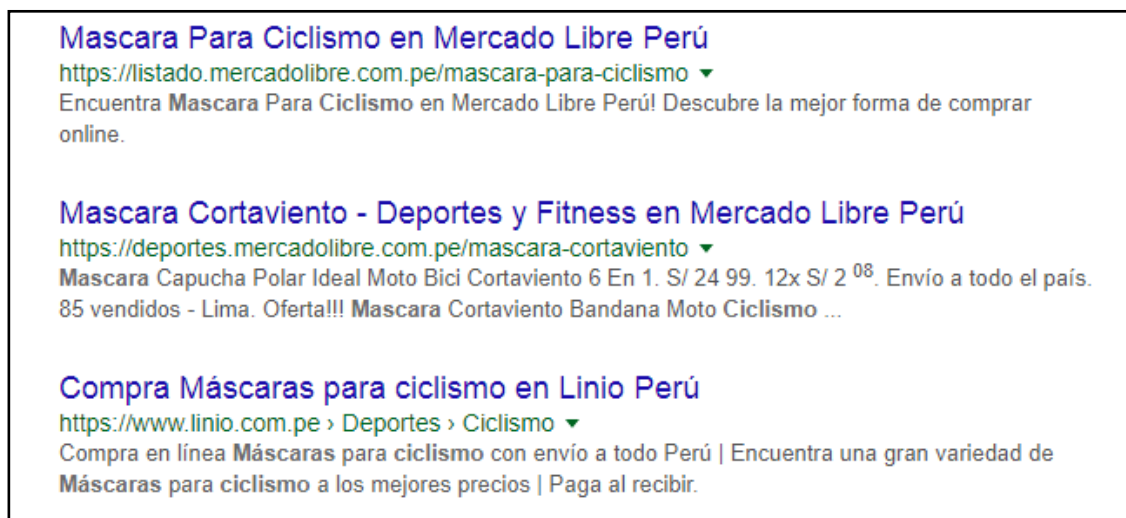 Mascara Para Ciclismo en Mercado Libre Perú
https://listado.mercadolibre.com.pe/mascara-para-ciclismo
Encuentra Mascara Para Ciclismo en Mercado Libre Perú! Descubre la mejor forma de comprar
online.
Mascara Cortaviento - Deportes y Fitness en Mercado Libre Perú
https://deportes.mercadolibre.com.pe/mascara-cortaviento
Mascara Capucha Polar Ideal Moto Bici Cortaviento 6 En 1. S/ 24 99. 12x S/ 2 08. Envío a todo el país.
85 vendidos - Lima. Oferta!!! Mascara Cortaviento Bandana Moto Ciclismo ...
Compra Máscaras para ciclismo en Linio Perú
https://www.linio.com.pe › Deportes › Ciclismo
Compra en línea Máscaras para ciclismo con envío a todo Perú | Encuentra una gran variedad de
Máscaras para ciclismo a los mejores precios | Paga al recibir.